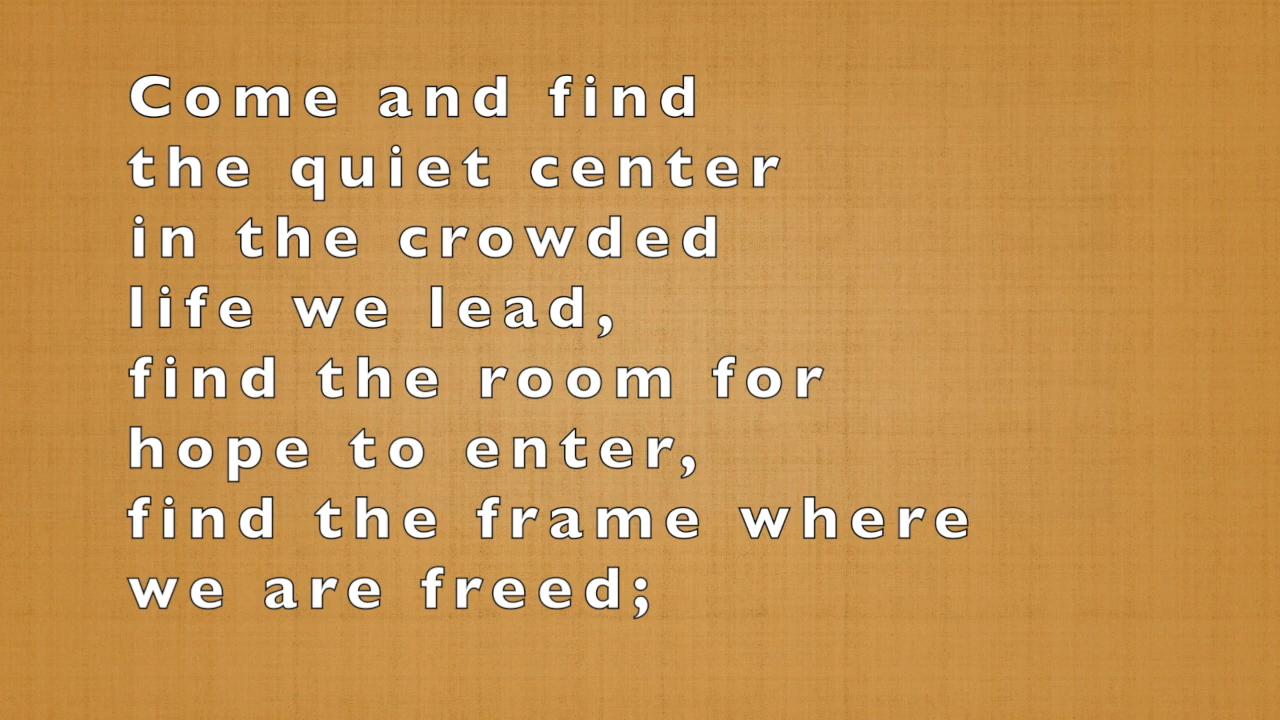 Come and find
the quiet center
in the crowded
life we lead,
find the room for
hope to enter,
find the frame where
we are freed;